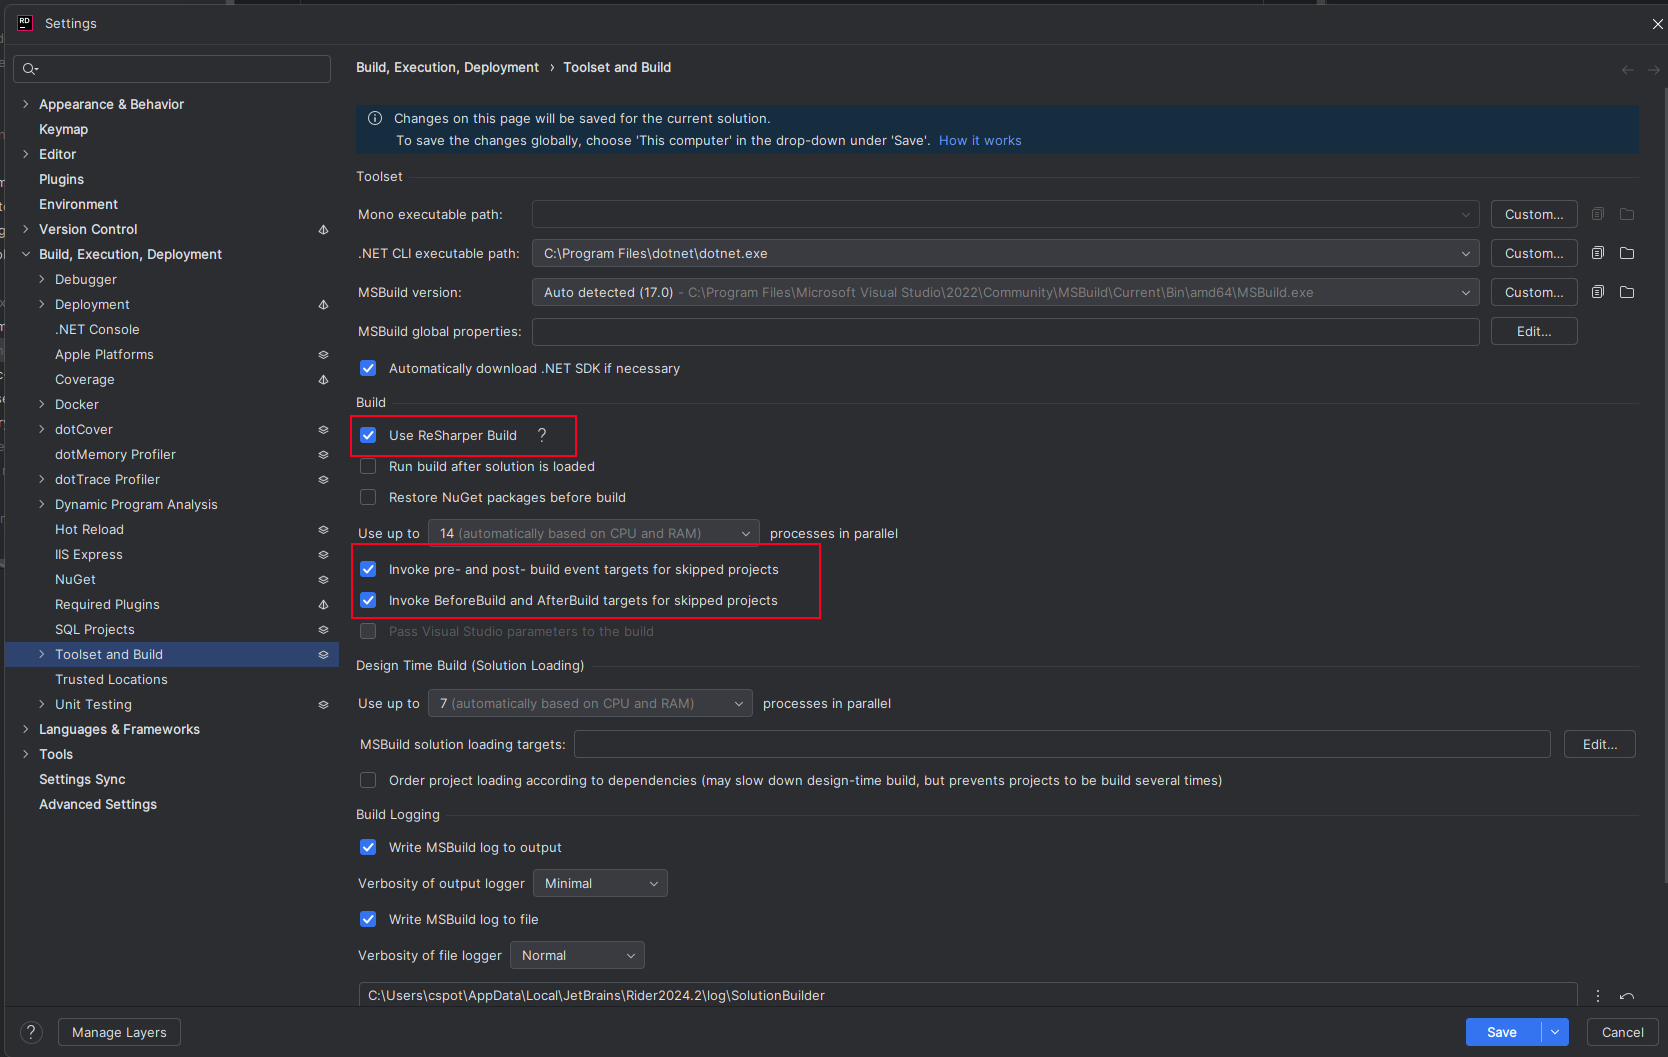 RD Settings
Build, Execution, Deployment › Toolset and Build
Changes on this page will be saved for the current solution.
To save the changes globally, choose 'This computer' in the drop-down under 'Save'. How it works
Appearance & Behavior
Keymap
Editor
Plugins
Environment
Version Control
Build, Execution, Deployment
Debugger
Deployment
.NET Console
Apple Platforms
Coverage
Docker
dotCover
dotMemory Profiler
dotTrace Profiler
Dynamic Program Analysis
Hot Reload
IIS Express
NuGet
Required Plugins
SQL Projects
Toolset and Build
Trusted Locations
Unit Testing
Languages & Frameworks
Tools
Settings Sync
Advanced Settings
Toolset
Mono executable path: Custom...
.NET CLI executable path: C:\Program Files\dotnet\dotnet.exe Custom...
MSBuild version: Auto detected (17.0) - C:\Program Files\Microsoft Visual Studio\2022\Community\MSBuild\Current\Bin\amd64\MSBuild.exe Custom...
MSBuild global properties: Edit...
Automatically download .NET SDK if necessary
Build
Use ReSharper Build ?
Run build after solution is loaded
Restore NuGet packages before build
Use up to 14 (automatically based on CPU and RAM) processes in parallel
Invoke pre- and post- build event targets for skipped projects
Invoke BeforeBuild and AfterBuild targets for skipped projects
Pass Visual Studio parameters to the build
Design Time Build (Solution Loading)
Use up to 7 (automatically based on CPU and RAM) processes in parallel
MSBuild solution loading targets: Edit...
Order project loading according to dependencies (may slow down design-time build, but prevents projects to be build several times)
Build Logging
Write MSBuild log to output
Verbosity of output logger Minimal
Write MSBuild log to file
Verbosity of file logger Normal
C:\Users\cspot\AppData\Local\JetBrains\Rider2024.2\log\SolutionBuilder
? Manage Layers Save Cancel